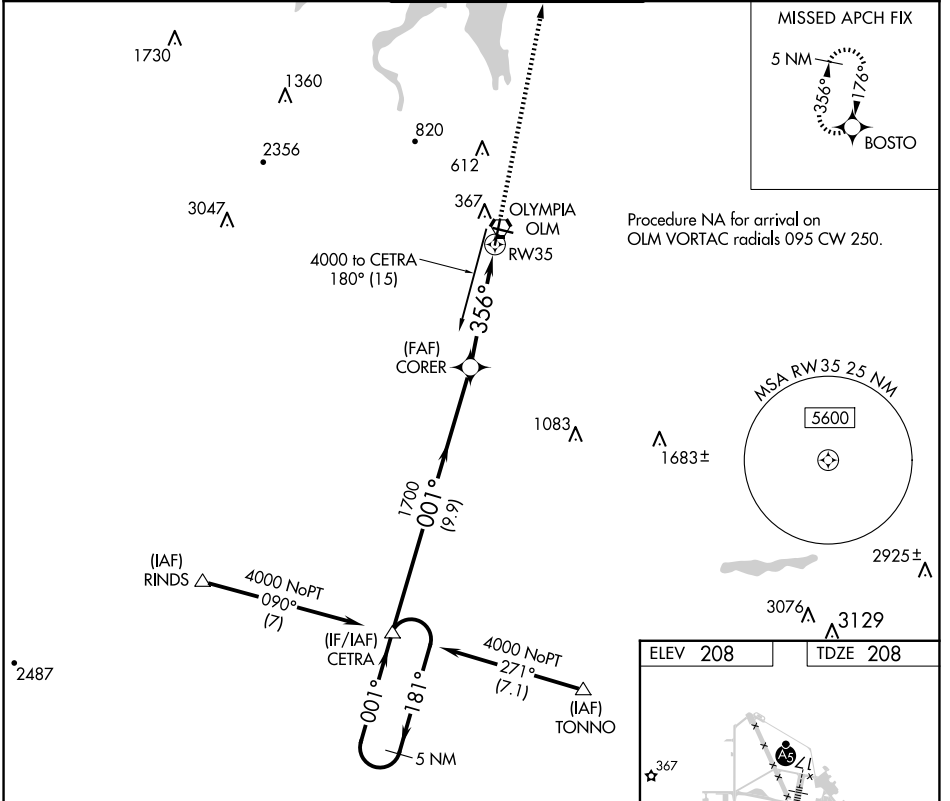 MISSED APCH FIX
5 NM
356°
176°
BOSTO
1730
1360
2356
820
612
3047
367
OLYMPIA
OLM
RW35
Procedure NA for arrival on
OLM VORTAC radials 095 CW 250.
4000 to CETRA
180° (15)
356°
(FAF)
CORER
MSA RW35 25 NM
5600
1083
1683±
1700
001°
(9.9)
2925±
(IAF)
RINDS
4000 NoPT
090°
(7)
3076
3129
(IF/IAF)
CETRA
4000 NoPT
271°
(7.1)
(IAF)
TONNO
2487
001°
181°
5 NM
ELEV 208
TDZE 208
367
A5
17